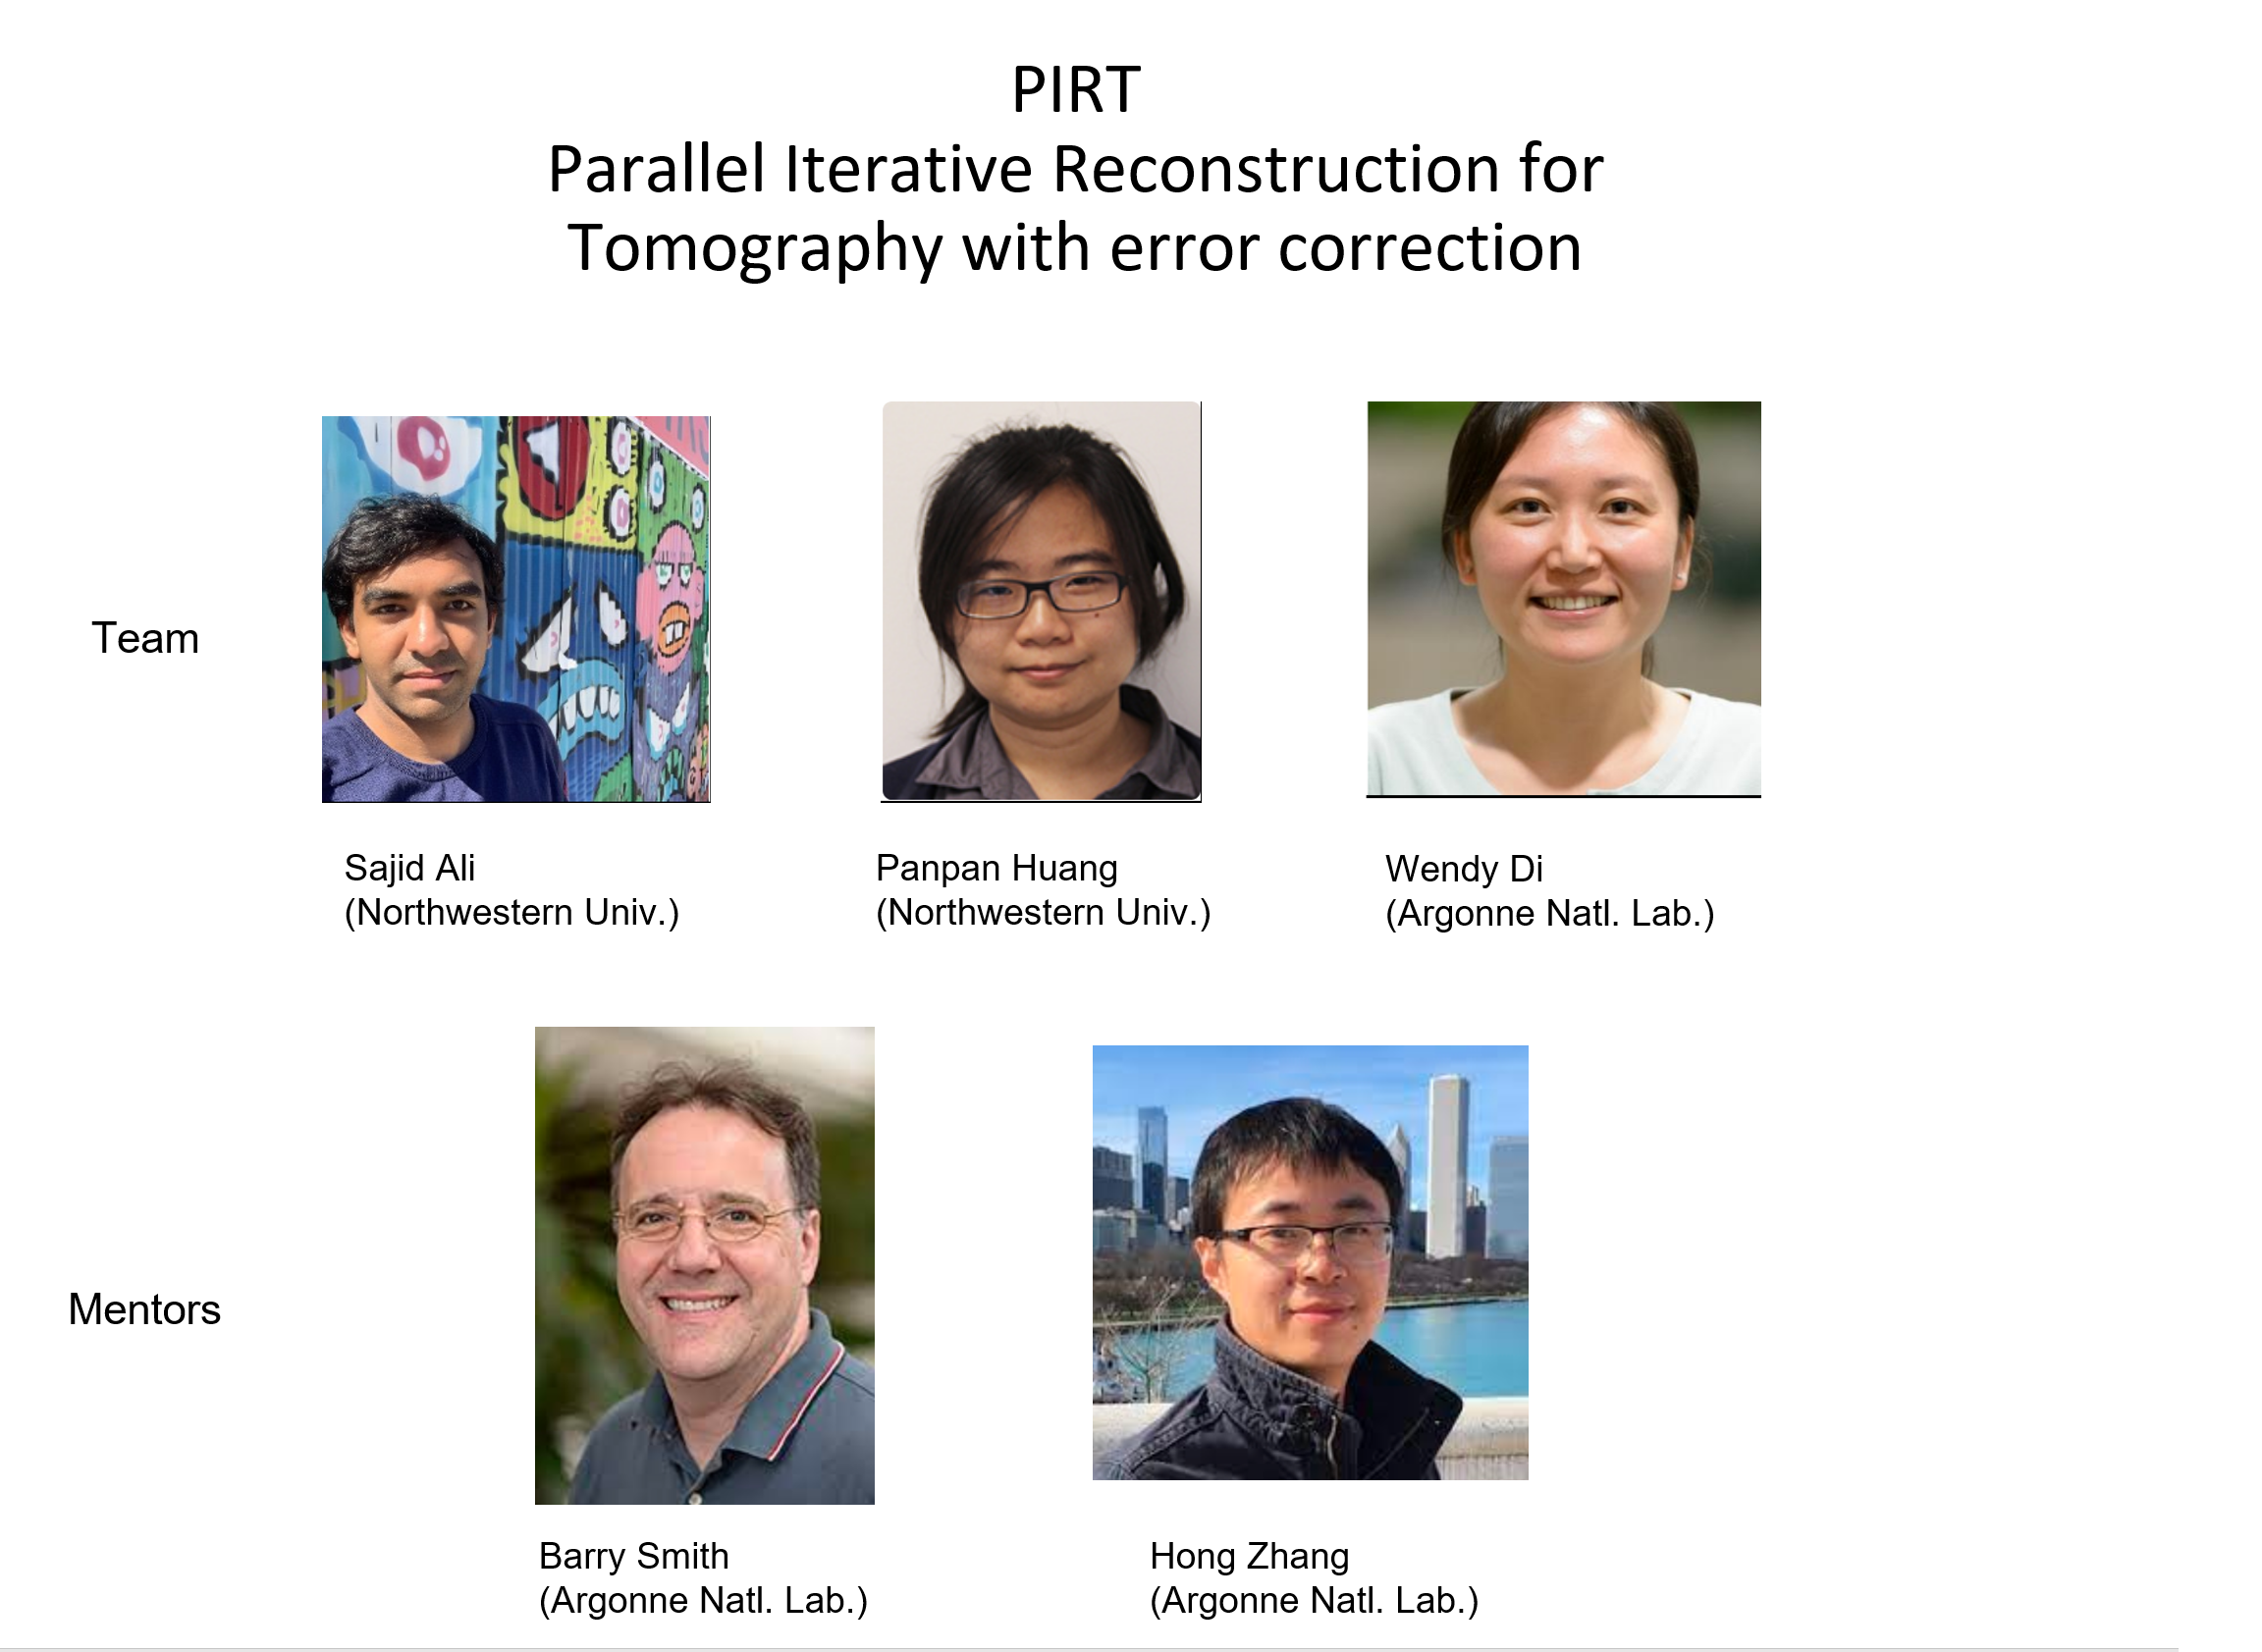 PIRT
Parallel Iterative Reconstruction for
Tomography with error correction
Team
Sajid Ali
(Northwestern Univ.)
Panpan Huang
(Northwestern Univ.)
Wendy Di
(Argonne Natl. Lab.)
Mentors
Barry Smith
(Argonne Natl. Lab.)
Hong Zhang
(Argonne Natl. Lab.)